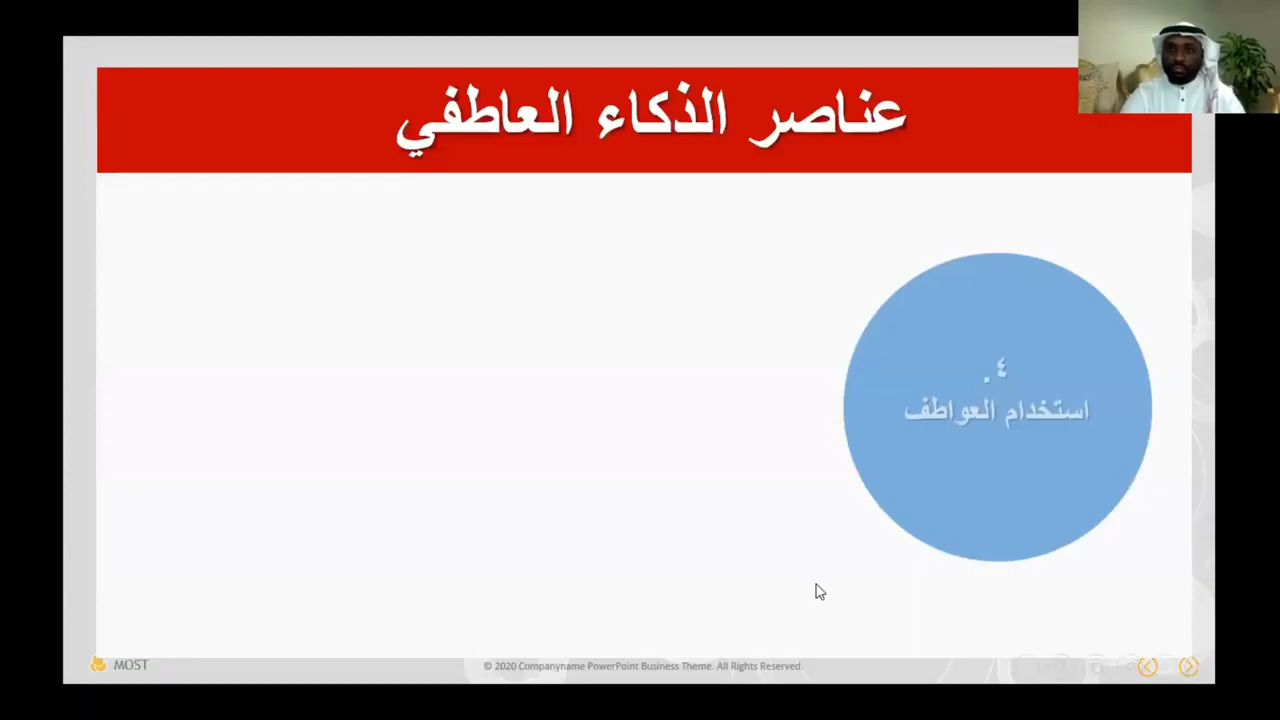 عناصر الذكاء العاطفي
٤.
استخدام العواطف
MOST
© 2020 Companyname PowerPoint Business Theme. All Rights Reserved.